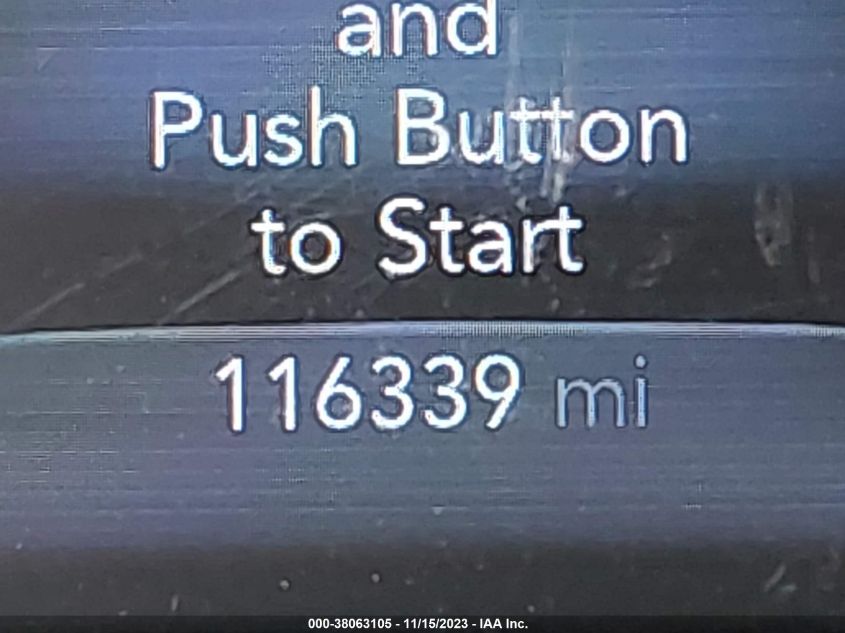 and
Push Button
to Start
116339 mi
000-38063105 - 11/15/2023 - IAA Inc.